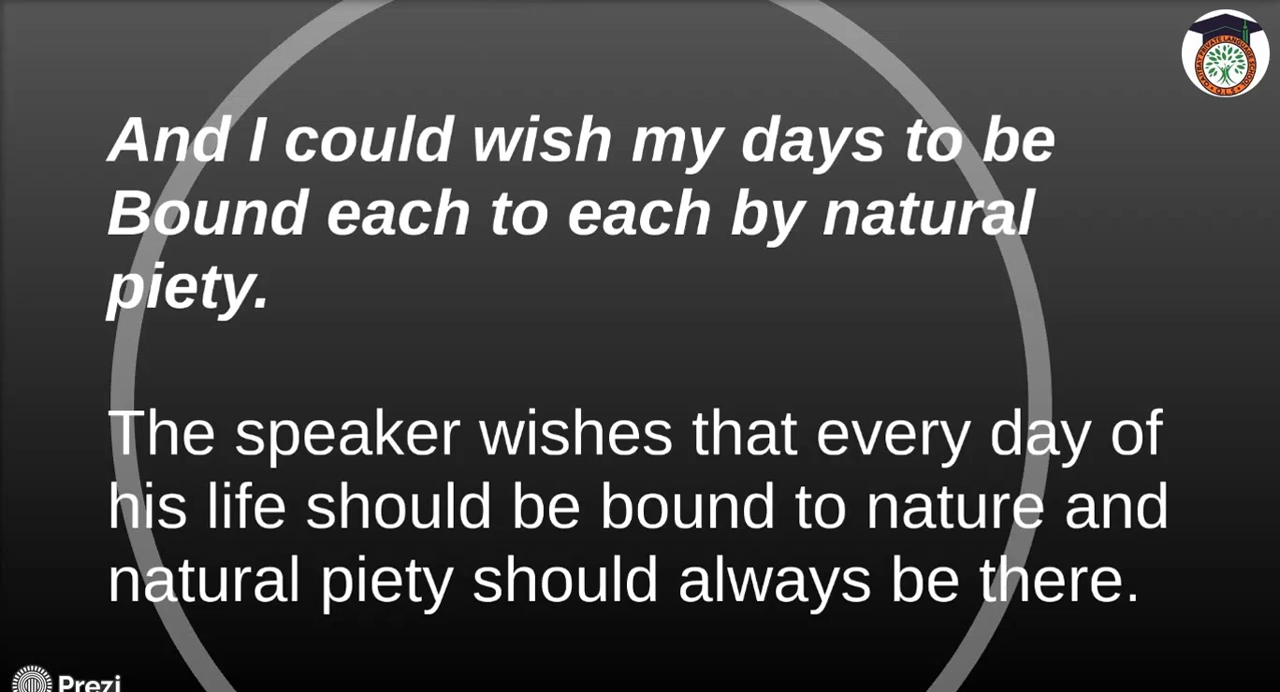 And I could wish my days to be
Bound each to each by natural
piety.
The speaker wishes that every day of
his life should be bound to nature and
natural piety should always be there.
Prezi